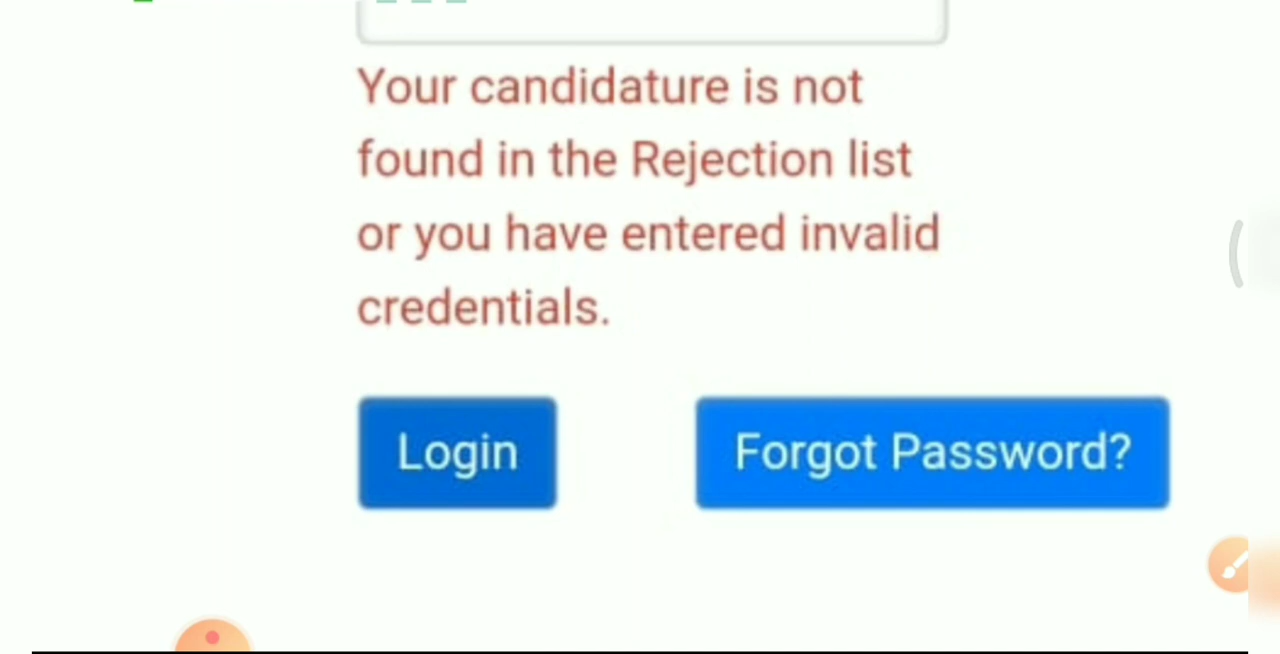 Your candidature is not
found in the Rejection list
or you have entered invalid
credentials.
Login
Forgot Password?